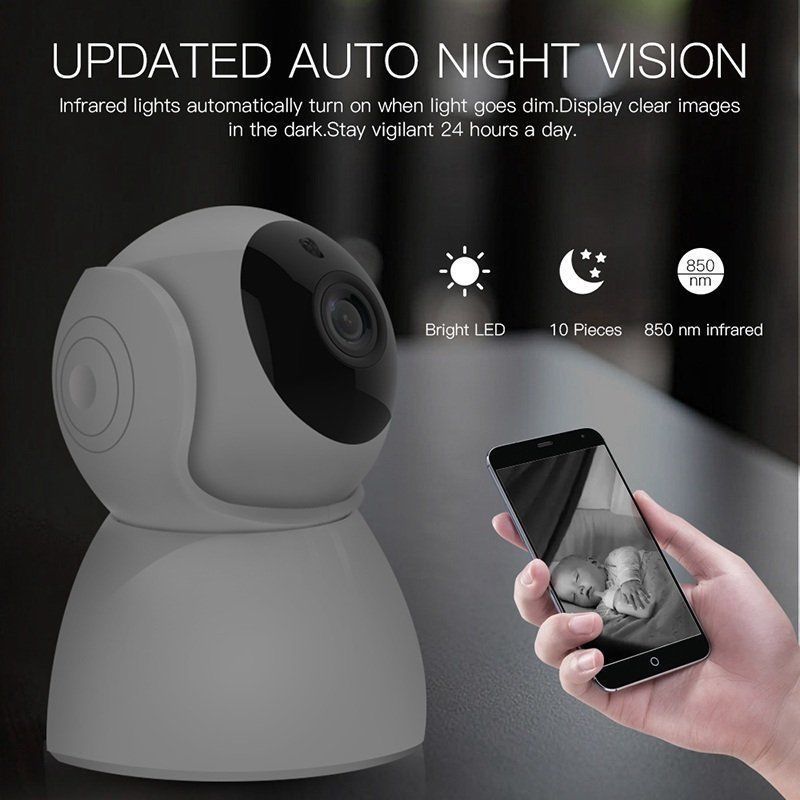 UPDATED AUTO NIGHT VISION
Infrared lights automatically turn on when light goes dim.Display clear images
in the dark.Stay vigilant 24 hours a day.
850
nm
Bright LED
10 Pieces
850 nm infrared